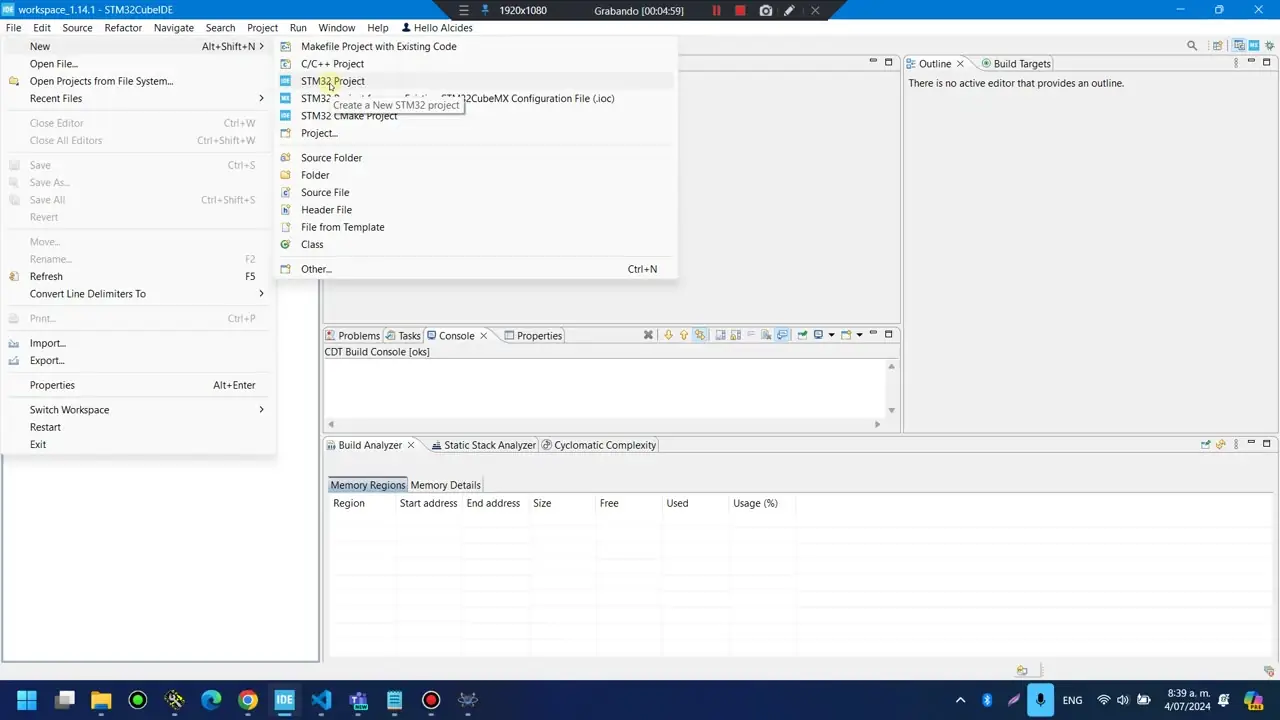 workspace_1.14.1 - STM32CubeIDE
1920x1080
Grabando [00:04:59]
File Edit Source Refactor Navigate Search Project Run Window Help Hello Alcides
New Alt+Shift+N
Open File...
Open Projects from File System...
Recent Files
Close Editor Ctrl+W
Close All Editors Ctrl+Shift+W
Save Ctrl+S
Save As...
Save All Ctrl+Shift+S
Revert
Move...
Rename... F2
Refresh F5
Convert Line Delimiters To
Print... Ctrl+P
Import...
Export...
Properties Alt+Enter
Switch Workspace
Restart
Exit
Makefile Project with Existing Code
C/C++ Project
STM32 Project
STM32 STM32CubeMX Configuration File (.ioc)
Create a New STM32 project
STM32 CMake Project
Project...
Source Folder
Folder
Source File
Header File
File from Template
Class
Other... Ctrl+N
Outline Build Targets
There is no active editor that provides an outline.
Problems Tasks Console Properties
CDT Build Console [oks]
Build Analyzer Static Stack Analyzer Cyclomatic Complexity
Memory Regions Memory Details
Region Start address End address Size Free Used Usage (%)
IDE
ENG
8:39 a. m.
4/07/2024